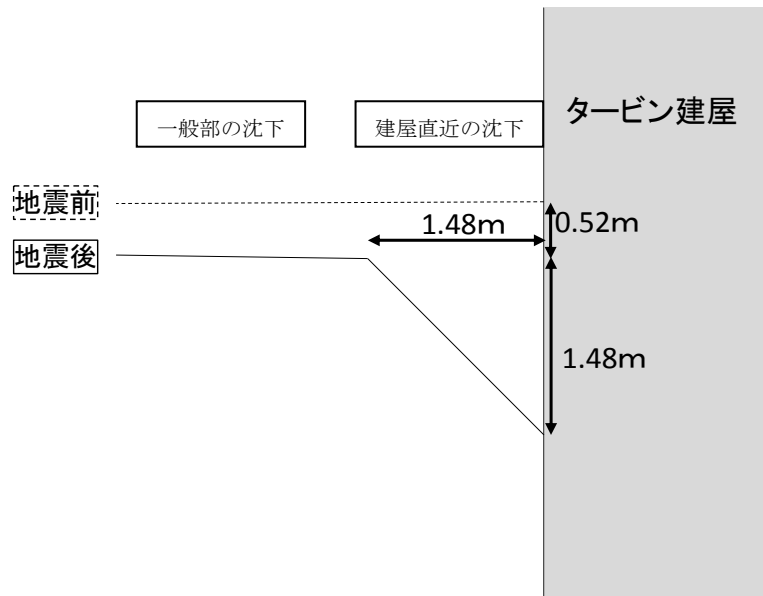 タービン建屋
一般部の沈下
建屋直近の沈下
地震前
1.48m
0.52m
地震後
1.48m